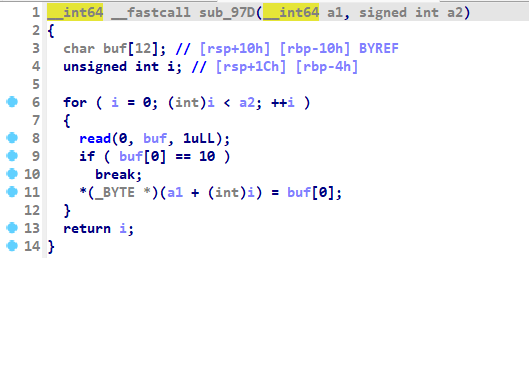 1 __int64 __fastcall sub_97D(__int64 a1, signed int a2)
2 {
3 char buf[12]; // [rsp+10h] [rbp-10h] BYREF
4 unsigned int i; // [rsp+1Ch] [rbp-4h]
5
6 for ( i = 0; (int)i < a2; ++i )
7 {
8 read(0, buf, 1uLL);
9 if ( buf[0] == 10 )
10 break;
11 *(_BYTE *)(a1 + (int)i) = buf[0];
12 }
13 return i;
14 }